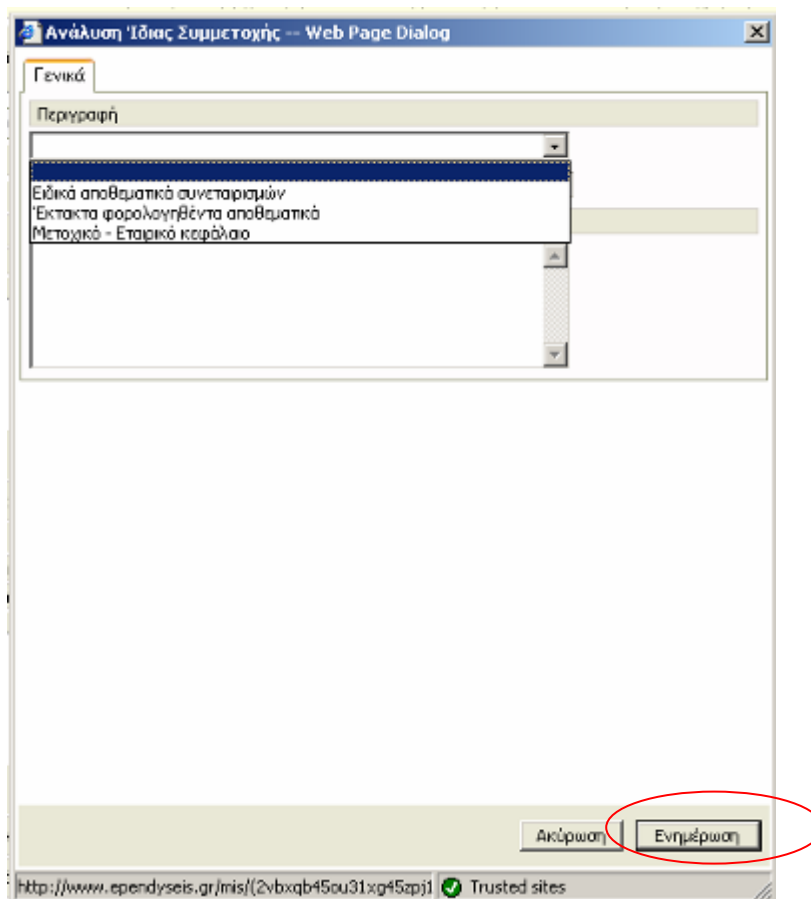 Ανάλυση Ίδιας Συμμετοχής -- Web Page Dialog
Γενικά
Περιγραφή
Ειδικά αποθεματικά συνεταιρισμών
Έκτακτα φορολογηθέντα αποθεματικά
Μετοχικό - Εταιρικό κεφάλαιο
Ακύρωση Ενημέρωση
http://www.ependyseis.gr/mis/(2vbxqb45ou31xg45zpj1 Trusted sites